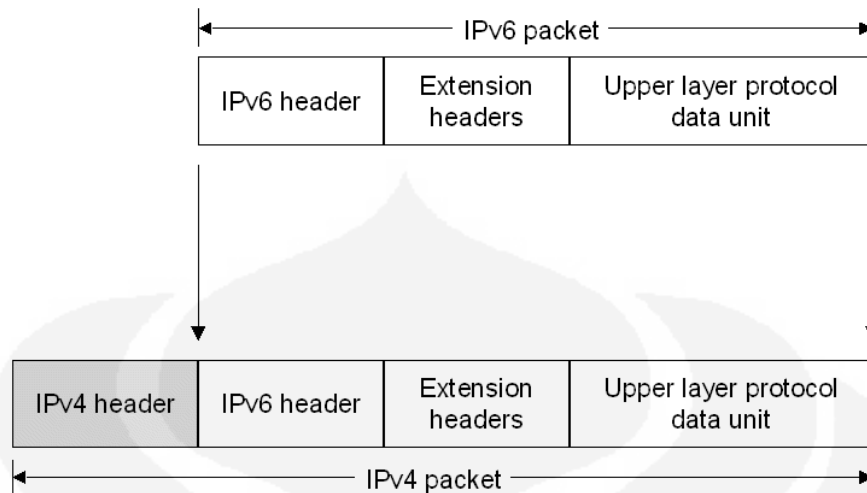 IPv6 packet
IPv6 header
Extension
headers
Upper layer protocol
data unit
IPv4 header
IPv6 header
Extension
headers
Upper layer protocol
data unit
IPv4 packet